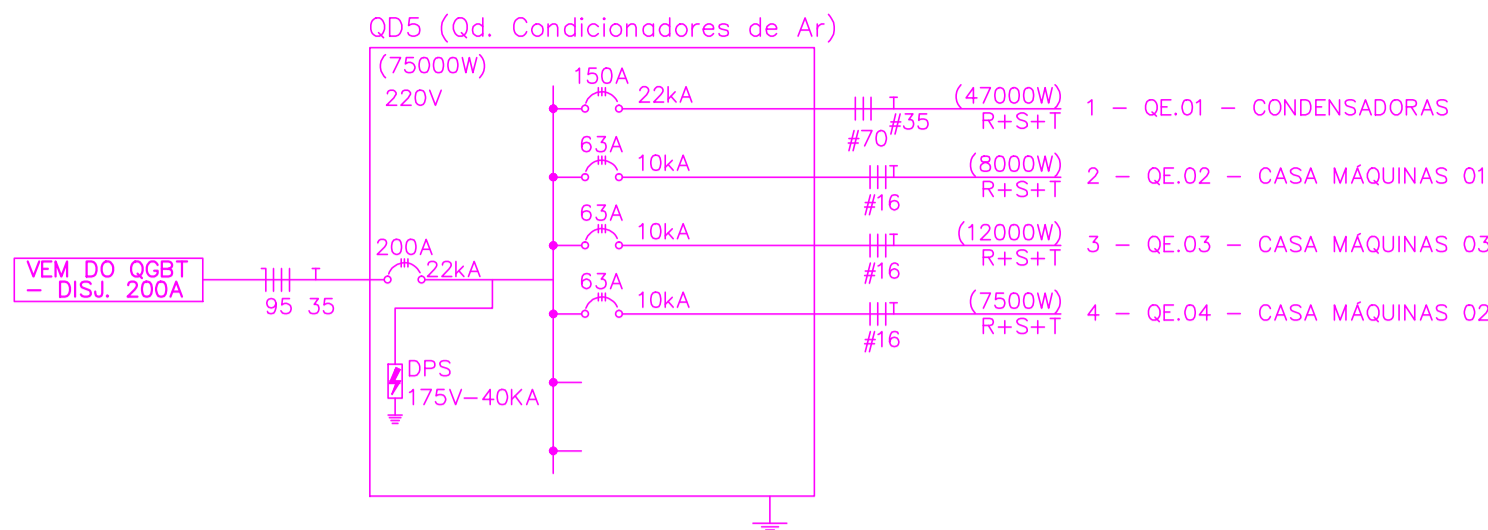 QD5 (Qd. Condicionadores de Ar)
(75000W)
220V
150A
22kA
#70
#35
(47000W)
R+S+T
1 - QE.01 - CONDENSADORAS
63A
10kA
#16
T
(8000W)
R+S+T
2 - QE.02 - CASA MÁQUINAS 01
63A
10kA
#16
T
(12000W)
R+S+T
3 - QE.03 - CASA MÁQUINAS 03
63A
10kA
#16
T
(7500W)
R+S+T
4 - QE.04 - CASA MÁQUINAS 02
VEM DO QGBT
- DISJ. 200A
95 35
200A
22kA
DPS
175V-40KA